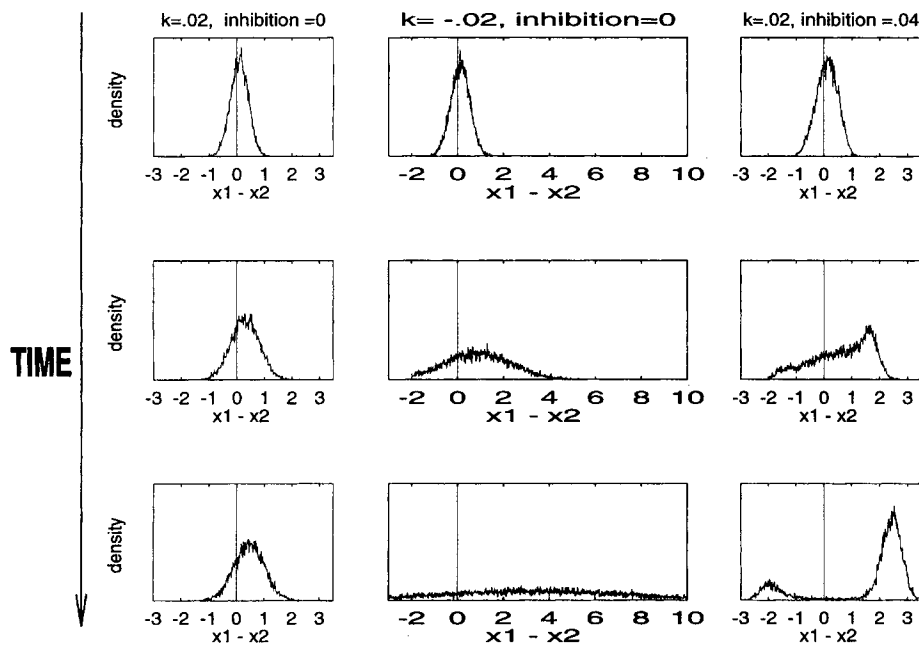 k=.02, inhibition =0
k= -.02, inhibition=0
k=.02, inhibition =.04
density
-3 -2 -1 0 1 2 3
x1 - x2
-2 0 2 4 6 8 10
x1 - x2
-3 -2 -1 0 1 2 3
x1 - x2
TIME
density
-3 -2 -1 0 1 2 3
x1 - x2
-2 0 2 4 6 8 10
x1 - x2
-3 -2 -1 0 1 2 3
x1 - x2
density
-3 -2 -1 0 1 2 3
x1 - x2
-2 0 2 4 6 8 10
x1 - x2
-3 -2 -1 0 1 2 3
x1 - x2